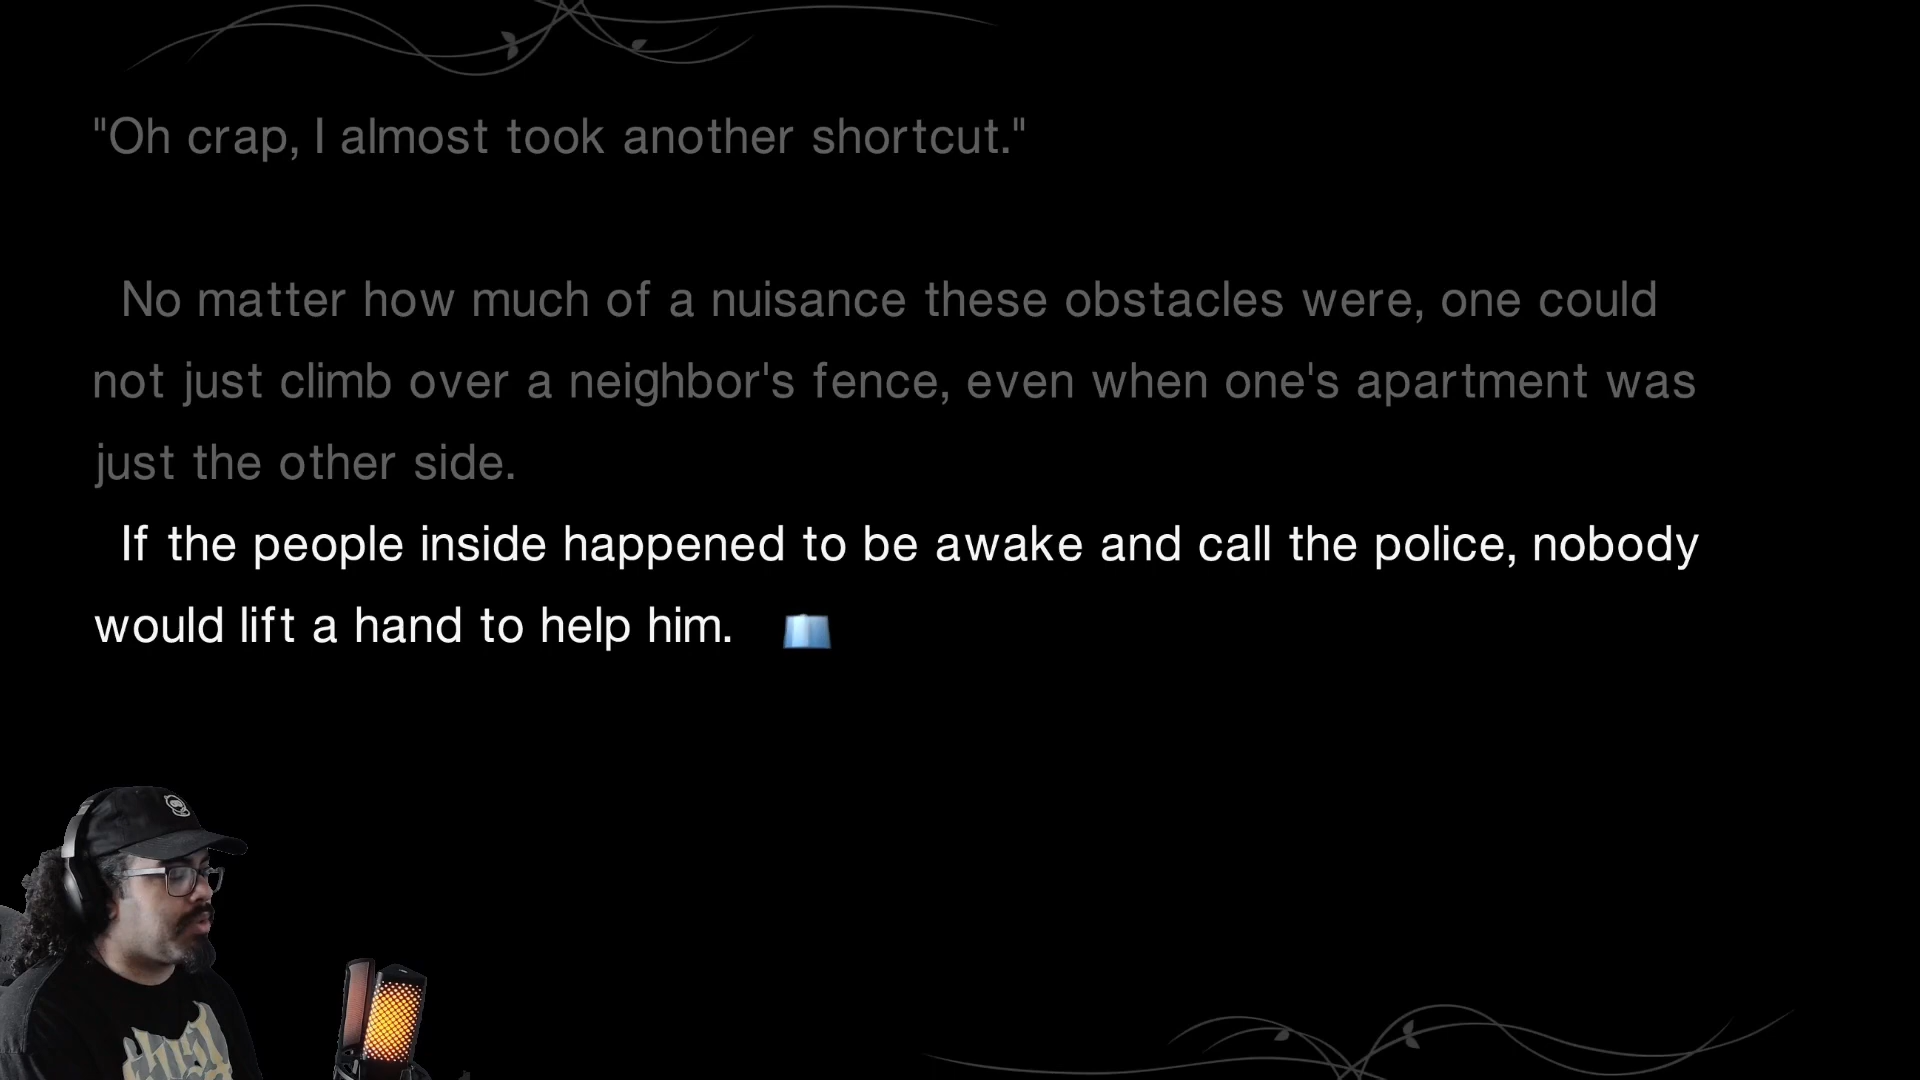 "Oh crap, I almost took another shortcut."
No matter how much of a nuisance these obstacles were, one could
not just climb over a neighbor's fence, even when one's apartment was
just the other side.
If the people inside happened to be awake and call the police, nobody
would lift a hand to help him.